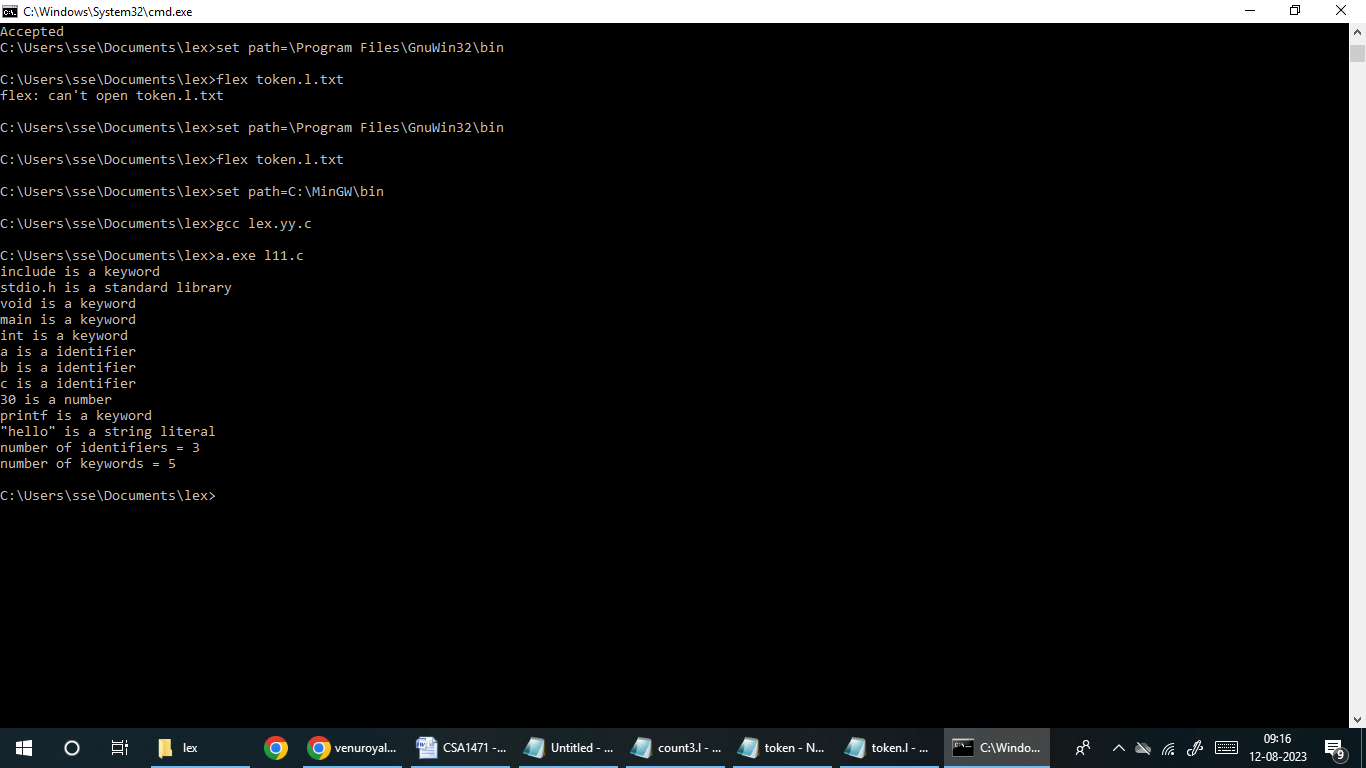 C:\Windows\System32\cmd.exe
Accepted
C:\Users\sse\Documents\lex>set path=\Program Files\GnuWin32\bin
C:\Users\sse\Documents\lex>flex token.l.txt
flex: can't open token.l.txt
C:\Users\sse\Documents\lex>set path=\Program Files\GnuWin32\bin
C:\Users\sse\Documents\lex>flex token.l.txt
C:\Users\sse\Documents\lex>set path=C:\MinGW\bin
C:\Users\sse\Documents\lex>gcc lex.yy.c
C:\Users\sse\Documents\lex>a.exe l11.c
include is a keyword
stdio.h is a standard library
void is a keyword
main is a keyword
int is a keyword
a is a identifier
b is a identifier
c is a identifier
30 is a number
printf is a keyword
"hello" is a string literal
number of identifiers = 3
number of keywords = 5
C:\Users\sse\Documents\lex>
lex venuroyal... CSA1471 -... Untitled - ... count3.l - ... token - N... token.l - ... C:\Windo... 09:16
12-08-2023 9